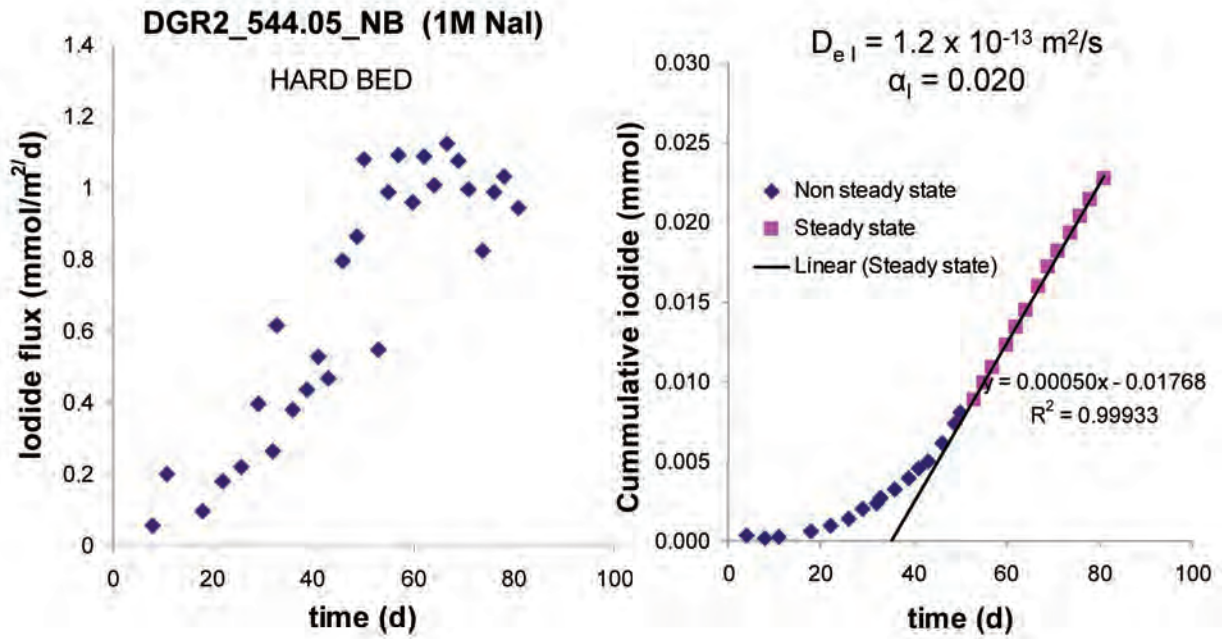 DGR2_544.05_NB (1M NaI)
HARD BED
Iodide flux (mmol/m²/d)
1.4
1.2
1
0.8
0.6
0.4
0.2
0
0
20
40
60
80
100
time (d)
Dₑ I = 1.2 x 10⁻¹³ m²/s
αI = 0.020
Cummulative iodide (mmol)
0.030
0.025
0.020
0.015
0.010
0.005
0.000
Non steady state
Steady state
Linear (Steady state)
y = 0.00050x - 0.01768
R² = 0.99933
0
20
40
60
80
100
time (d)